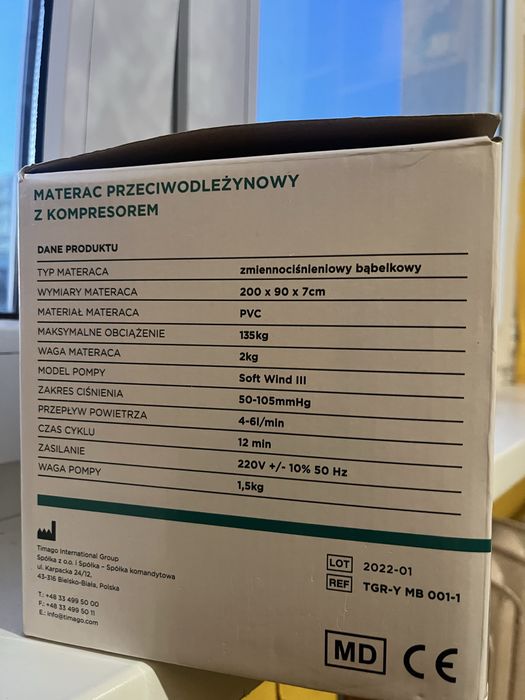 MATERAC PRZECIWODLEŻYNOWY
Z KOMPRESOREM
DANE PRODUKTU
TYP MATERACA zmiennociśnieniowy bąbelkowy
WYMIARY MATERACA 200 x 90 x 7cm
MATERIAŁ MATERACA PVC
MAKSYMALNE OBCIĄŻENIE 135kg
WAGA MATERACA 2kg
MODEL POMPY Soft Wind III
ZAKRES CIŚNIENIA 50-105mmHg
PRZEPŁYW POWIETRZA 4-6l/min
CZAS CYKLU 12 min
ZASILANIE 220V +/- 10% 50 Hz
WAGA POMPY 1,5kg
Timago International Group
Spółka z o.o. i Spółka – Spółka komandytowa
ul. Karpacka 24/12,
43-316 Bielsko-Biała, Polska
T.: +48 33 499 50 00
F.: +48 33 499 50 11
E.: info@timago.com
LOT 2022-01
REF TGR-Y MB 001-1
MD CE